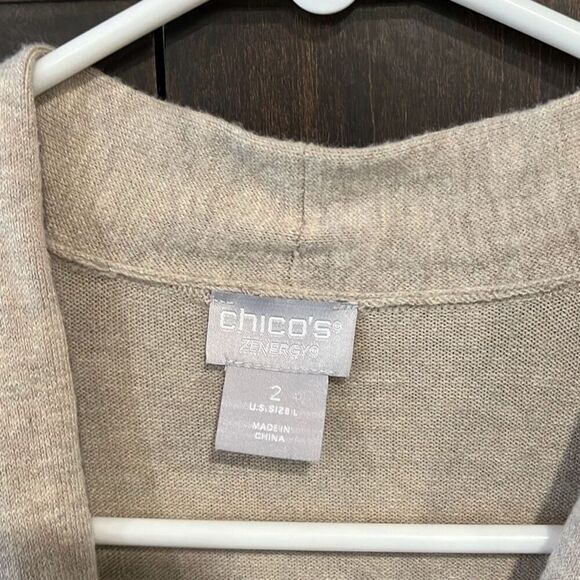 chico's®
ZENERGY®
2
U.S. SIZE L
MADE IN
CHINA